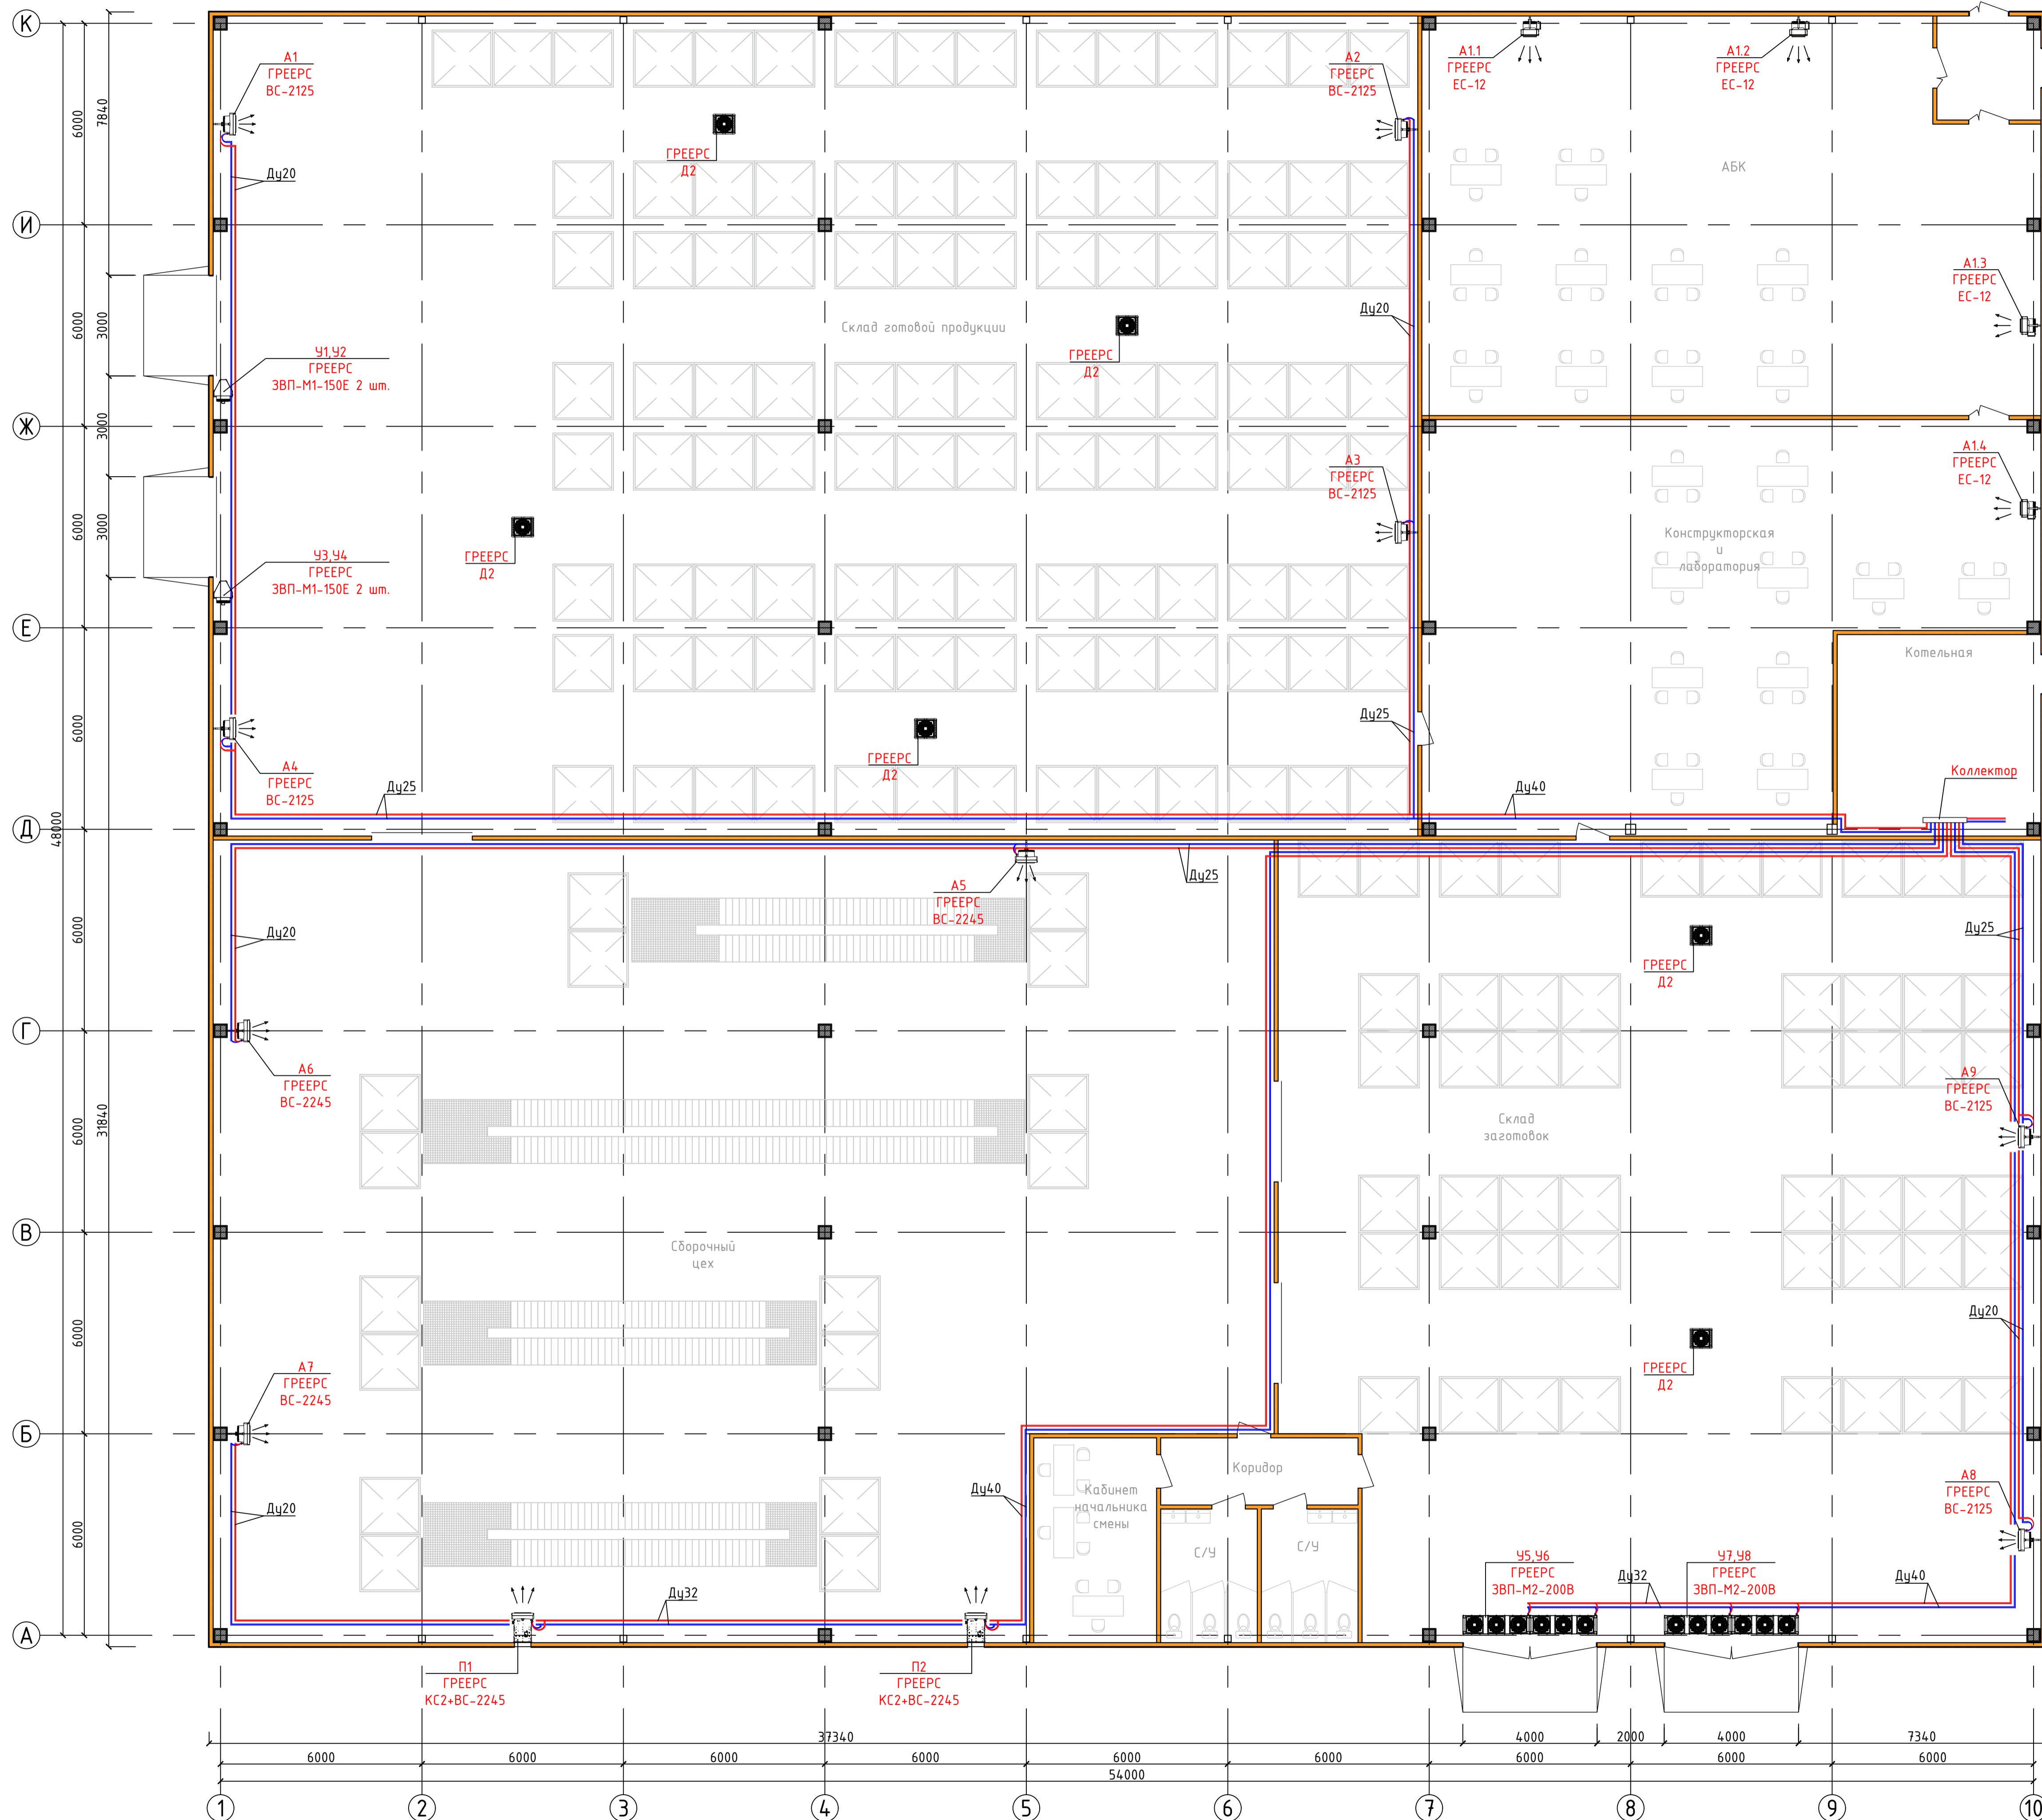 К
А1
ГРЕЕРС
ВС-2125
А2
ГРЕЕРС
ВС-2125
А1.1
ГРЕЕРС
ЕС-12
А1.2
ГРЕЕРС
ЕС-12
6000
7840
ГРЕЕРС
Д2
АБК
Ду20
И
А1.3
ГРЕЕРС
ЕС-12
6000
3000
Склад готовой продукции
Ду20
ГРЕЕРС
Д2
У1,У2
ГРЕЕРС
ЗВП-М1-150Е 2 шт.
Ж
3000
А3
ГРЕЕРС
ВС-2125
А1.4
ГРЕЕРС
ЕС-12
6000
3000
Конструкторская
и
лаборатория
ГРЕЕРС
Д2
У3,У4
ГРЕЕРС
ЗВП-М1-150Е 2 шт.
Е
Котельная
6000
Ду25
ГРЕЕРС
Д2
А4
ГРЕЕРС
ВС-2125
Ду25
Ду40
Коллектор
Д
48000
Ду25
А5
ГРЕЕРС
ВС-2245
6000
Ду20
Ду25
ГРЕЕРС
Д2
Г
А6
ГРЕЕРС
ВС-2245
А9
ГРЕЕРС
ВС-2125
6000
31840
Склад
заготовок
В
Сборочный
цех
6000
Ду20
А7
ГРЕЕРС
ВС-2245
ГРЕЕРС
Д2
Б
Коридор
Ду40
Кабинет
начальника
смены
А8
ГРЕЕРС
ВС-2125
6000
Ду20
С/У
С/У
Ду32
У5,У6
ГРЕЕРС
ЗВП-М2-200В
Ду32
У7,У8
ГРЕЕРС
ЗВП-М2-200В
Ду40
А
П1
ГРЕЕРС
КС2+ВС-2245
П2
ГРЕЕРС
КС2+ВС-2245
37340
4000
2000
4000
7340
6000
6000
6000
6000
6000
6000
6000
6000
6000
54000
1
2
3
4
5
6
7
8
9
10